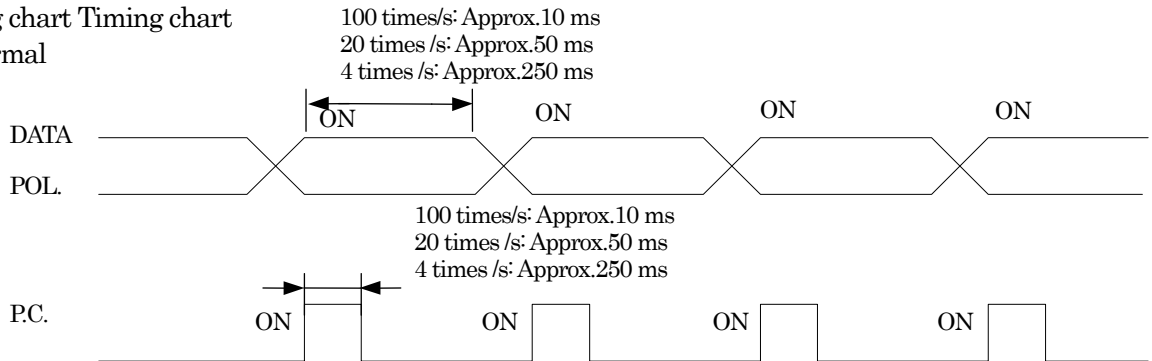 g chart Timing chart
rmal
100 times/s: Approx.10 ms
20 times /s: Approx.50 ms
4 times /s: Approx.250 ms
ON
ON
ON
ON
DATA
POL.
100 times/s: Approx.10 ms
20 times /s: Approx.50 ms
4 times /s: Approx.250 ms
P.C.
ON
ON
ON
ON